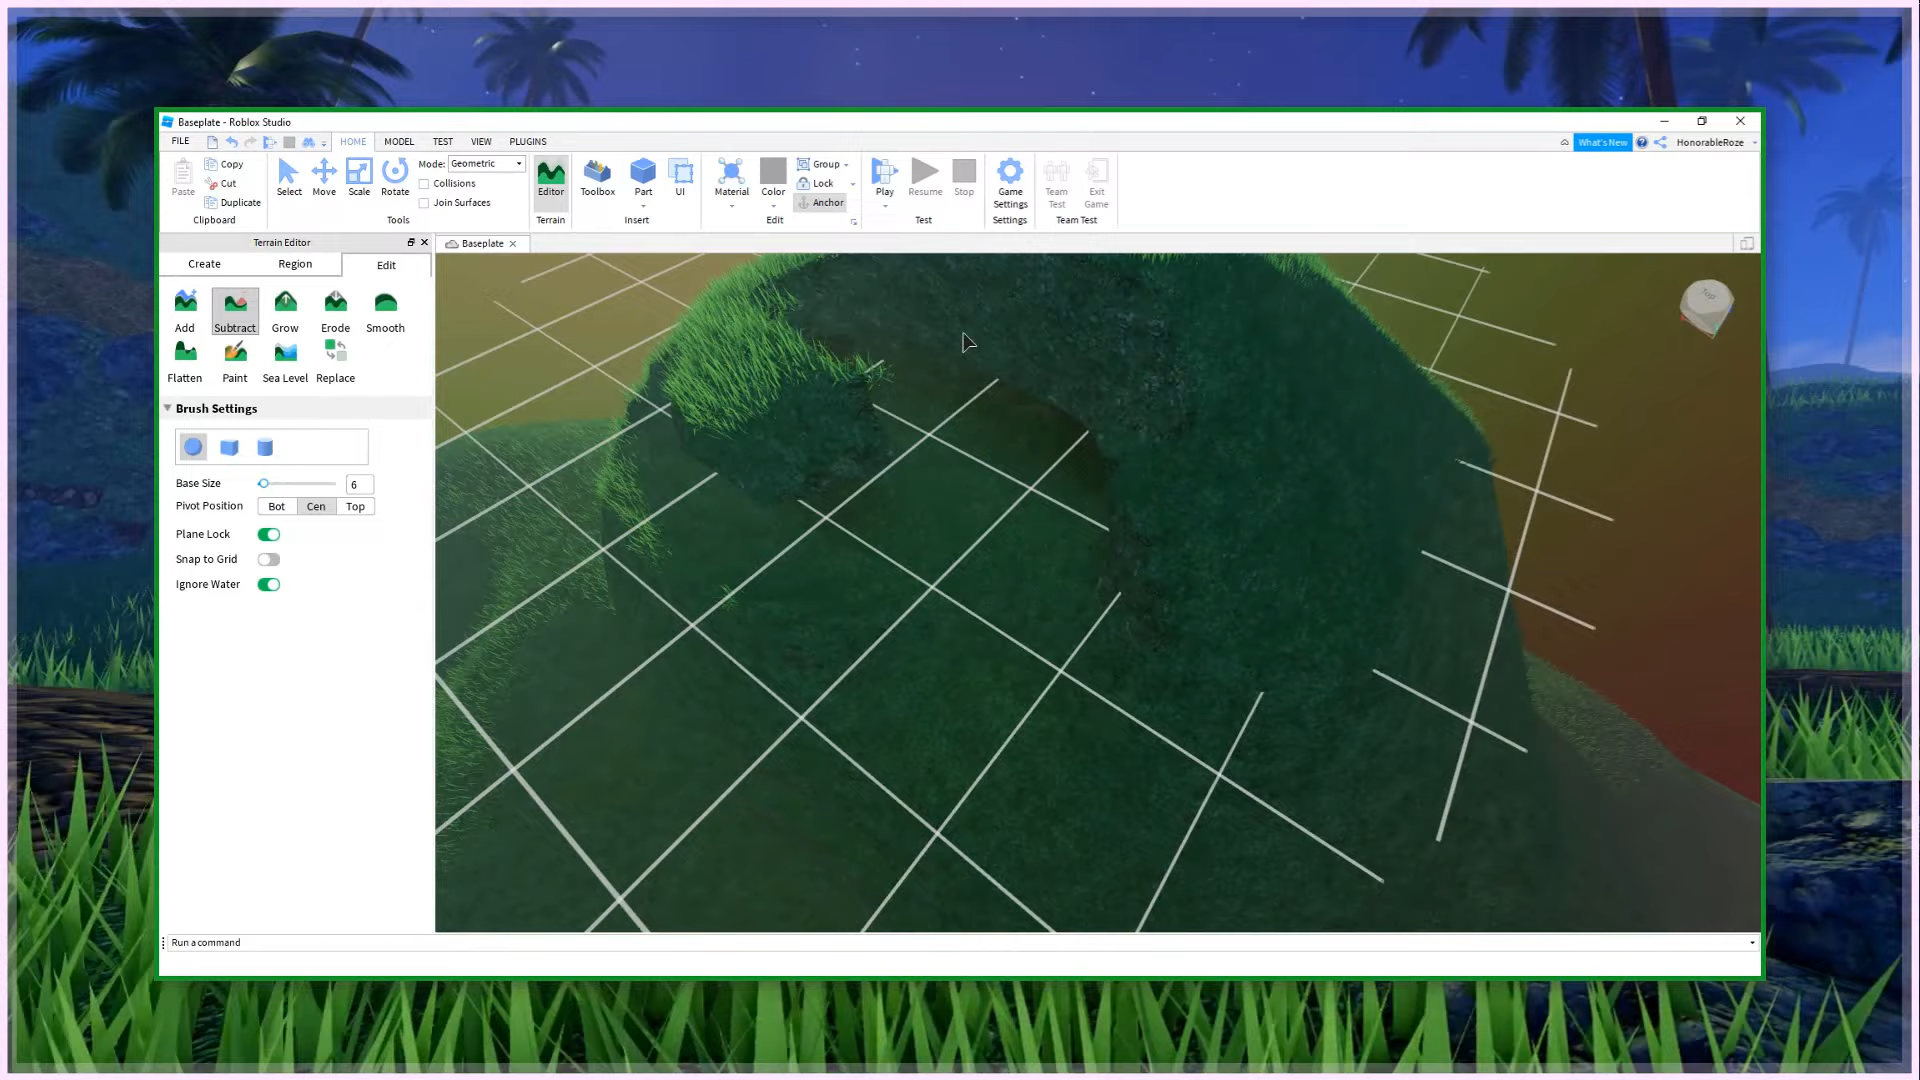 Baseplate - Roblox Studio
FILE HOME MODEL TEST VIEW PLUGINS What's New HonorableRoze
Paste Copy Cut Duplicate
Clipboard
Select Move Scale Rotate
Mode: Geometric
Collisions
Join Surfaces
Tools
Editor
Terrain
Toolbox Part UI
Insert
Material Color
Group
Lock
Anchor
Edit
Play Resume Stop
Test
Game Settings
Settings
Team Test
Exit Game
Team Test
Terrain Editor
Baseplate
Create Region Edit
Add Subtract Grow Erode Smooth
Flatten Paint Sea Level Replace
Brush Settings
Base Size 6
Pivot Position Bot Cen Top
Plane Lock
Snap to Grid
Ignore Water
Top
Run a command